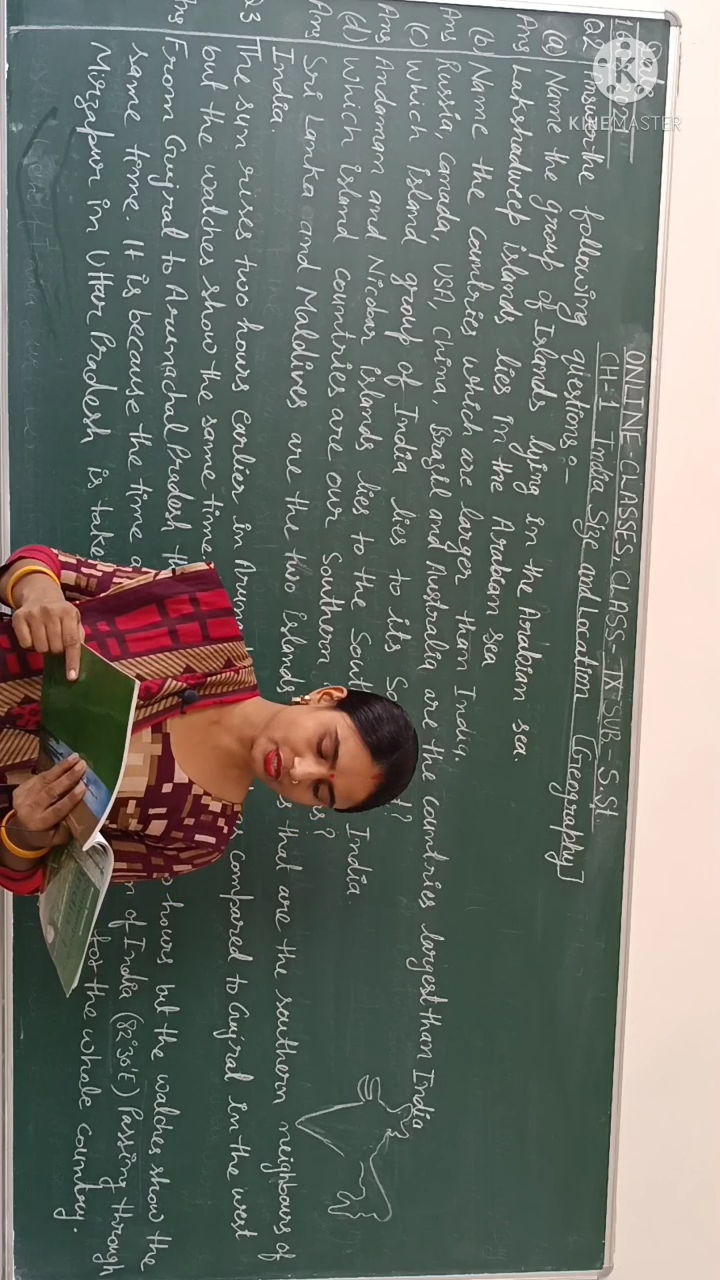 KINEMASTER
ONLINE CLASSES CLASS- IX SUB - S.St
CH-1 India Size and Location [Geography]
Q2 the following questions:-
(a) Name the group of Islands lying in the Arabian sea.
Ans Lakshadweep islands lies in the Arabian sea
(b) Name the countries which are larger than India.
Ans Russia, Canada, USA, China, Brazil and Australia are the countries largest than India
(c) Which Island group of India lies to its So t?
Ans Andamam and Nicobar islands lies to the South India.
(d) Which island countries are our Southern s?
Ans Sri Lanka and Maldives are the two islands that are the southern neighbours of
India.
Q3 The sun rises two hours earlier in Aruna compared to Gujrat in the west
but the watches show the same time
Ans From Gujrat to Arunachal Pradesh hours but the watches show the
same time. It is because the time of India (82°30'E) Passing through
Mirzapur in Uttar Pradesh is take for the whole country.